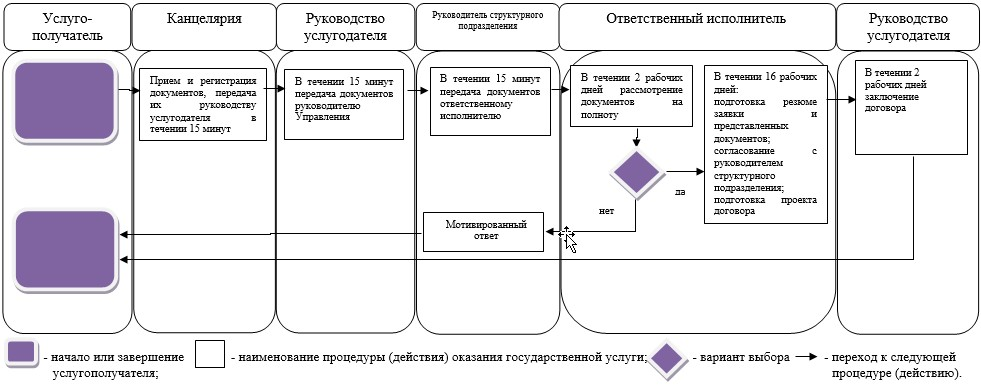 Услуго-
получатель
Канцелярия
Руководство
услугодателя
Руководитель структурного
подразделения
Ответственный исполнитель
Руководство
услугодателя
Прием и регистрация
документов, передача
их руководству
услугодателя в
течении 15 минут
В течении 15 минут
передача документов
руководителю
Управления
В течении 15 минут
передача документов
ответственному
исполнителю
В течении 2 рабочих
дней рассмотрение
документов на
полноту
В течении 16 рабочих
дней:
подготовка резюме
заявки и
представленных
документов;
согласование с
руководителем
структурного
подразделения;
подготовка проекта
договора
В течении 2
рабочих дней
заключение
договора
да
нет
Мотивированный
ответ
- начало или завершение
услугополучателя;
- наименование процедуры (действия) оказания государственной услуги;
- вариант выбора
- переход к следующей
процедуре (действию).